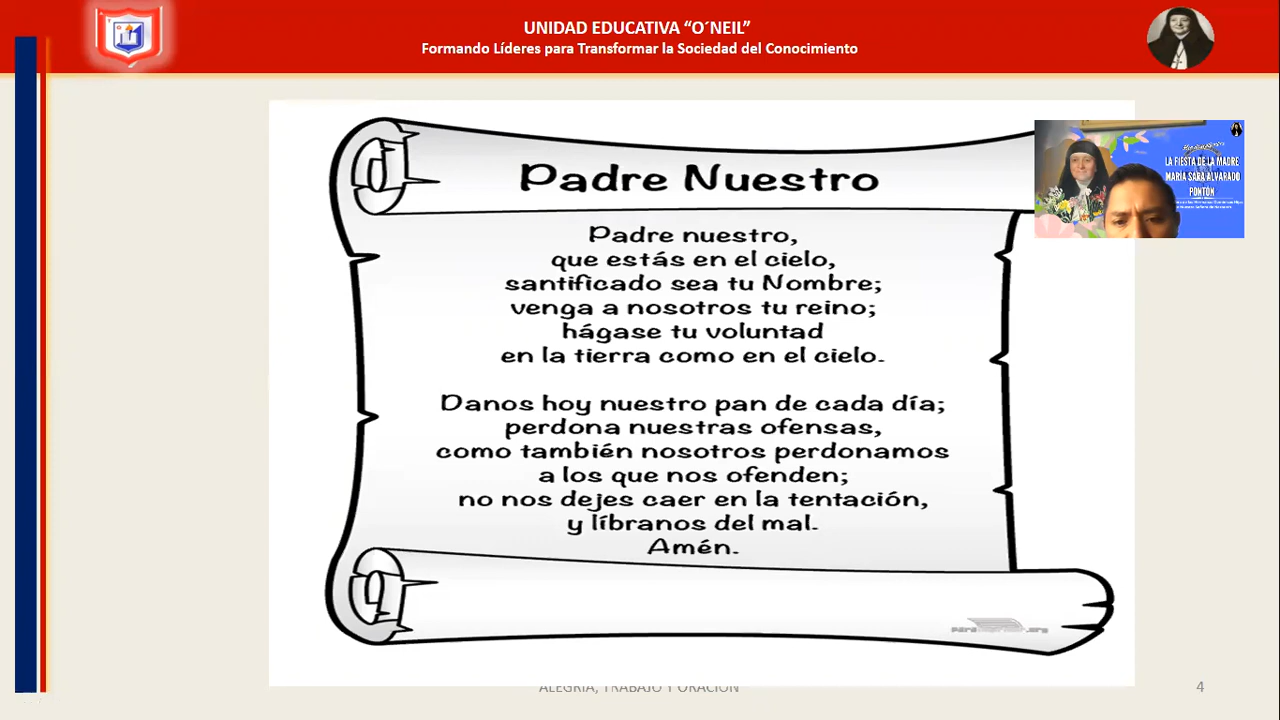 UNIDAD EDUCATIVA “O´NEIL”
Formando Líderes para Transformar la Sociedad del Conocimiento
Padre Nuestro
Padre nuestro,
que estás en el cielo,
santificado sea tu Nombre;
venga a nosotros tu reino;
hágase tu voluntad
en la tierra como en el cielo.
Danos hoy nuestro pan de cada día;
perdona nuestras ofensas,
como también nosotros perdonamos
a los que nos ofenden;
no nos dejes caer en la tentación,
y líbranos del mal.
Amén.
LA FIESTA DE LA MADRE
MARÍA SARA ALVARADO
PONTÓN
ALEGRÍA, TRABAJO Y ORACIÓN
4